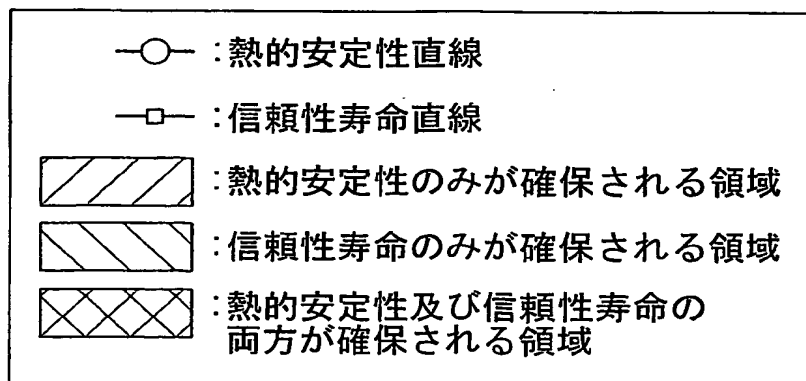 :熱的安定性直線
:信頼性寿命直線
:熱的安定性のみが確保される領域
:信頼性寿命のみが確保される領域
:熱的安定性及び信頼性寿命の
両方が確保される領域